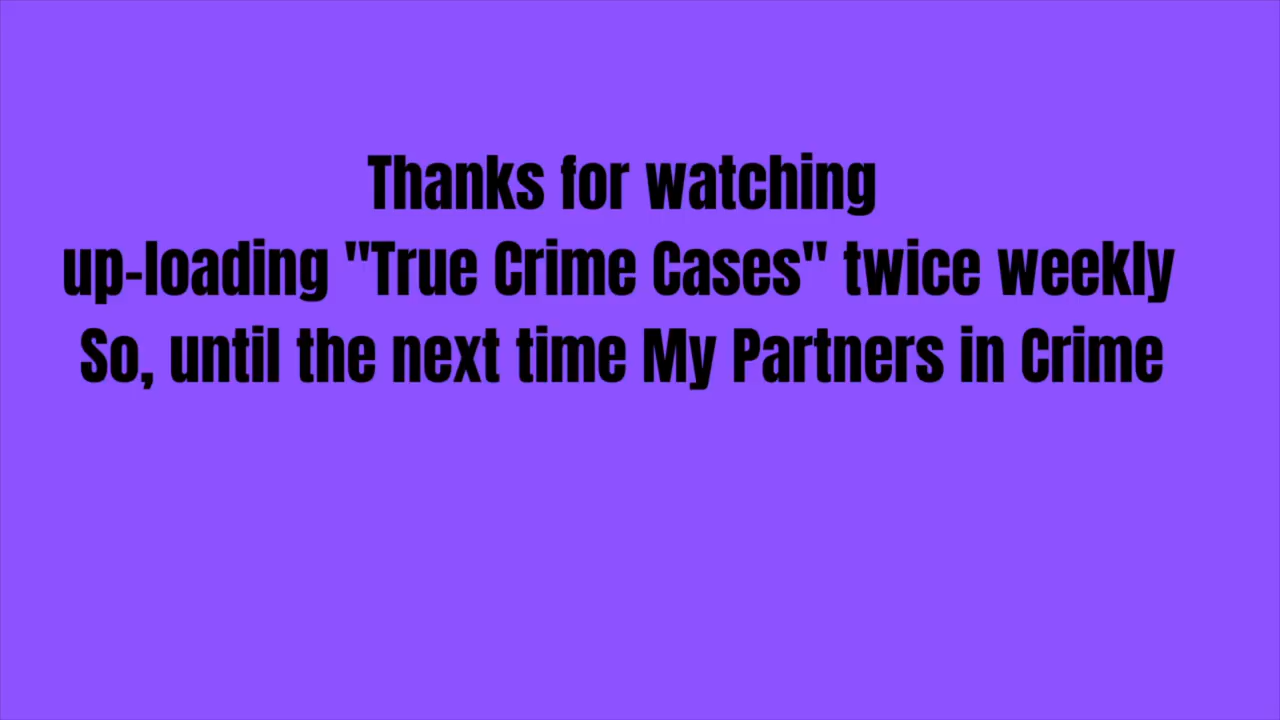 Thanks for watching
up-loading "True Crime Cases" twice weekly
So, until the next time My Partners in Crime